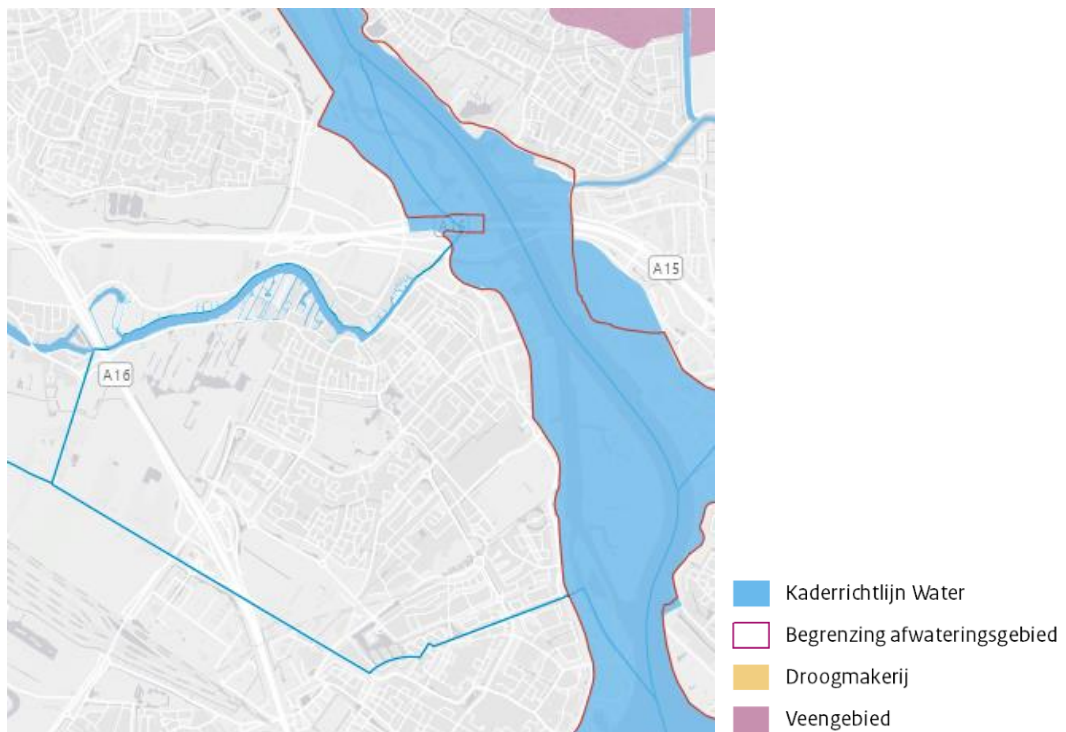 A15
A16
Kaderrichtlijn Water
Begrenzing afwateringsgebied
Droogmakerij
Veengebied